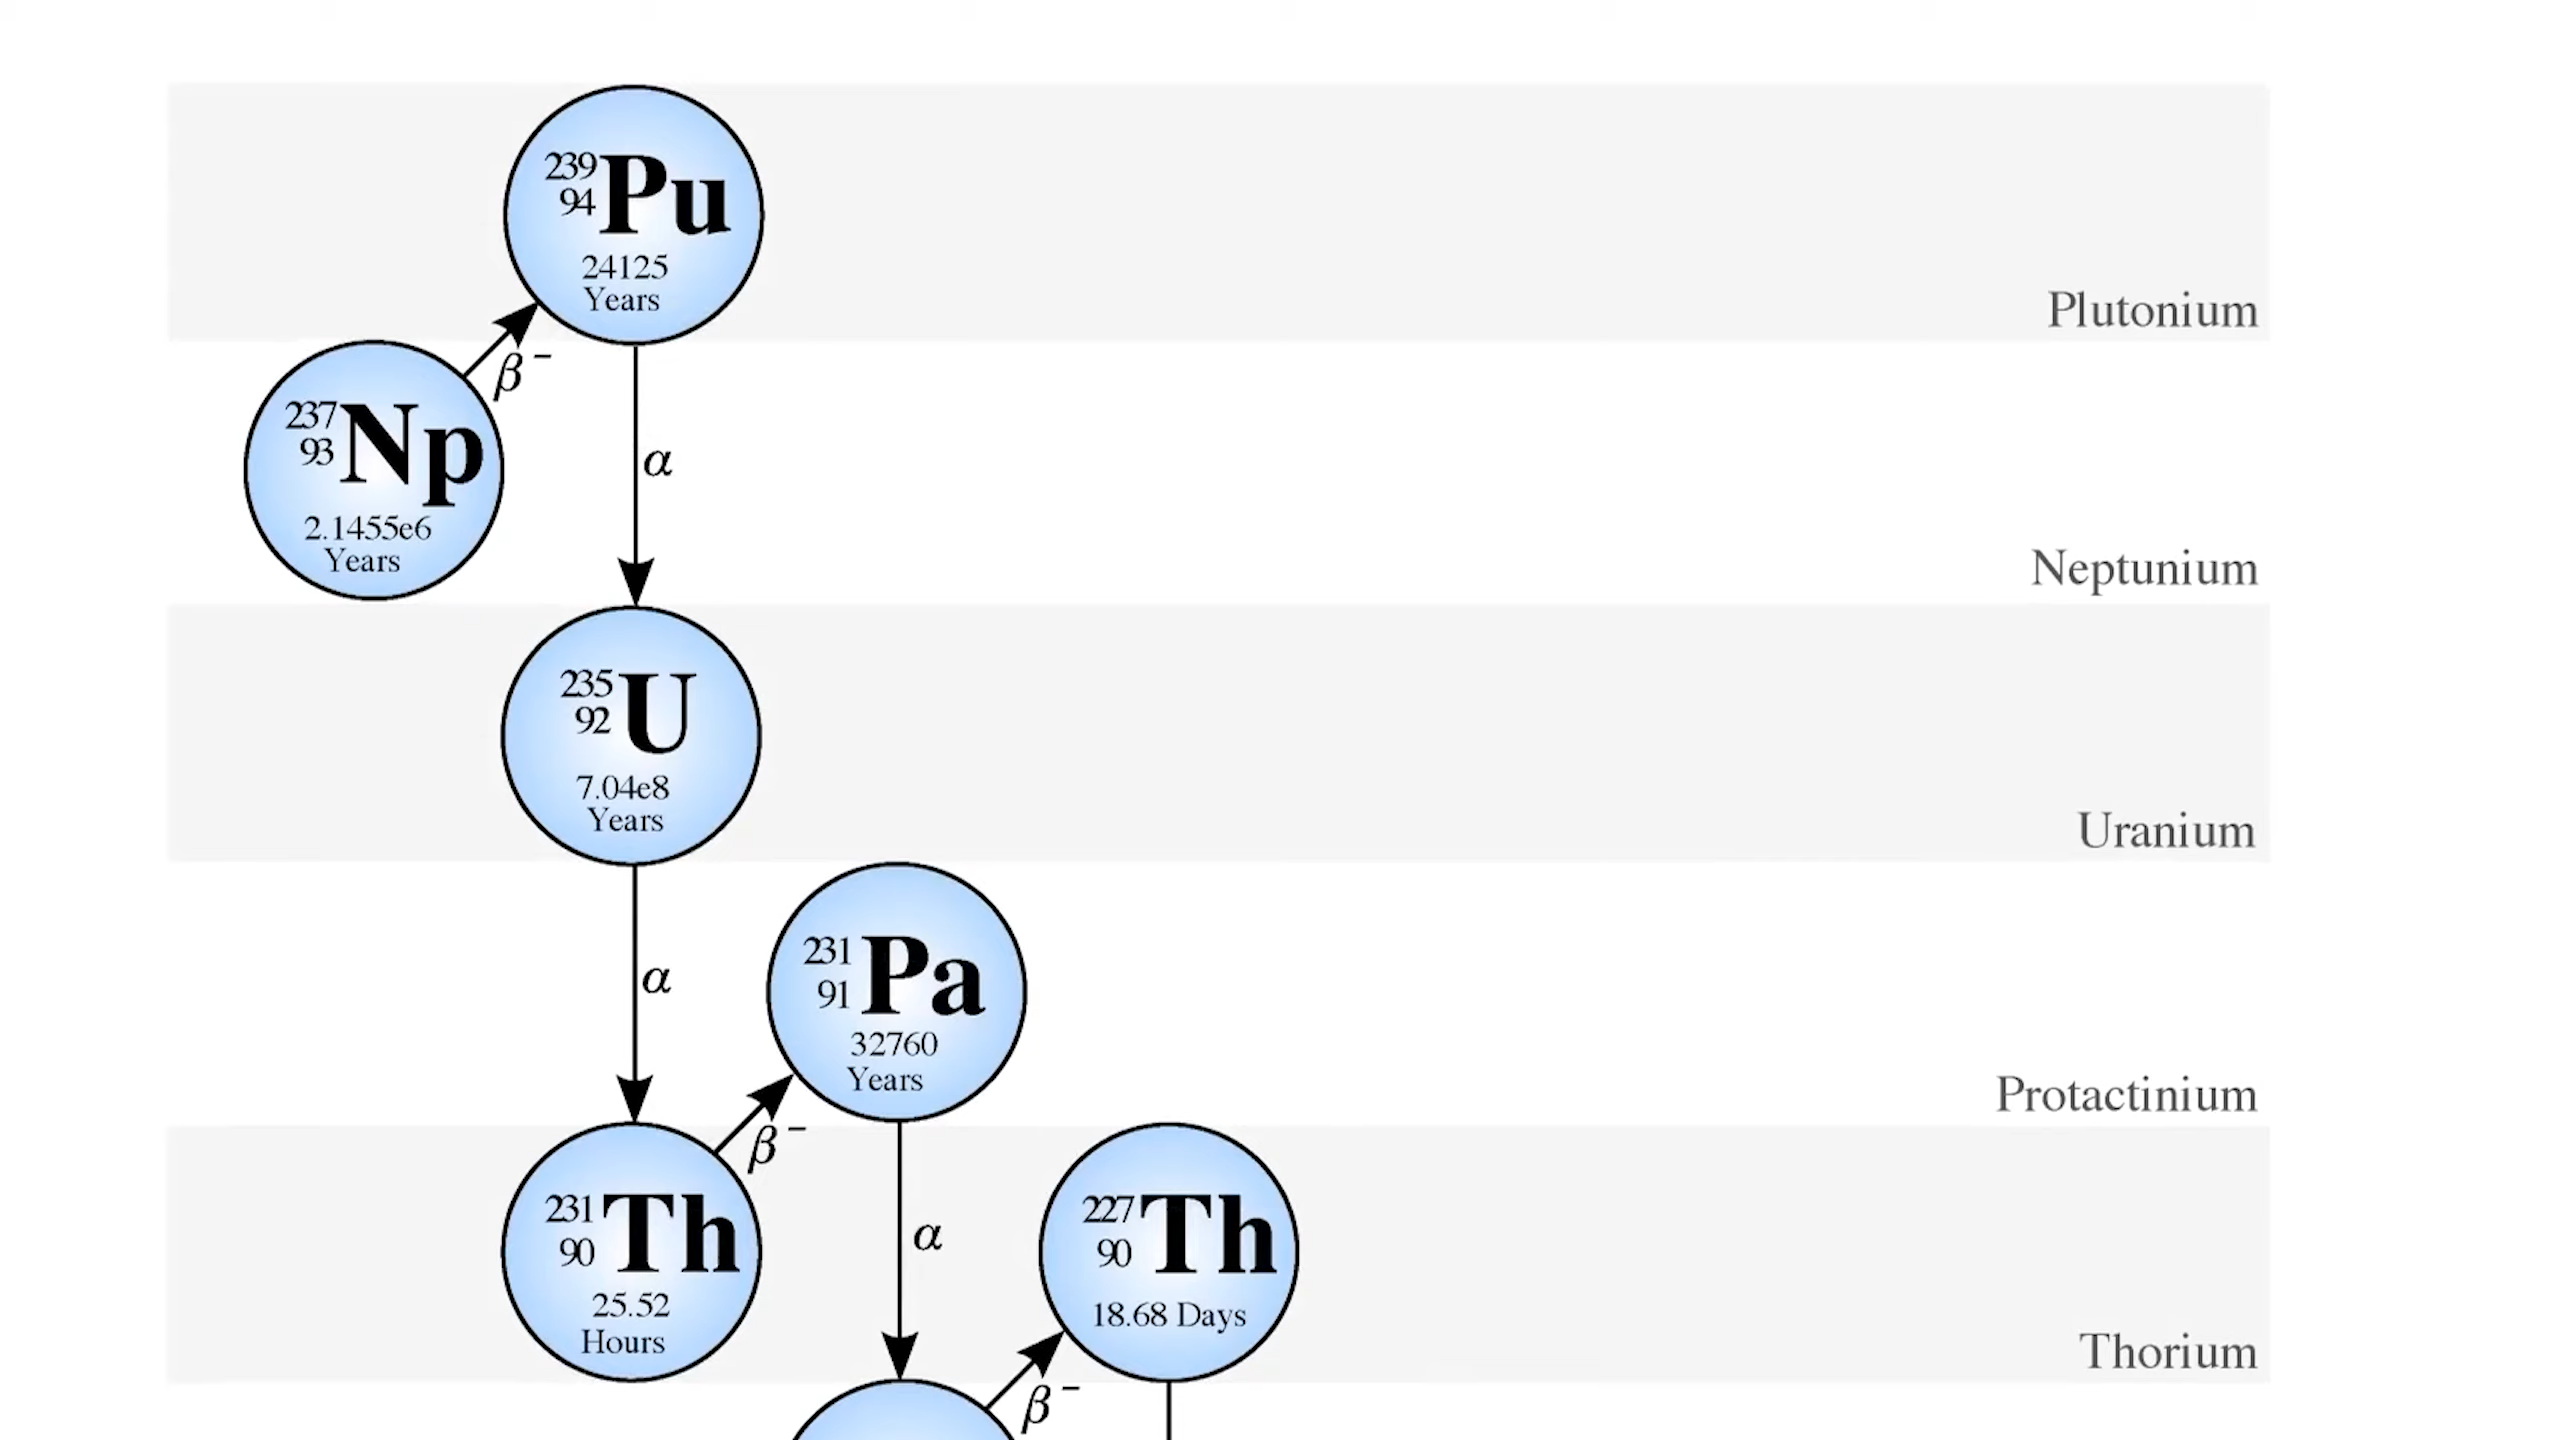 239
94
Pu
24125
Years
Plutonium
β⁻
237
93
Np
2.1455e6
Years
α
Neptunium
235
92
U
7.04e8
Years
Uranium
α
231
91
Pa
32760
Years
Protactinium
β⁻
231
90
Th
25.52
Hours
α
227
90
Th
18.68 Days
Thorium
β⁻